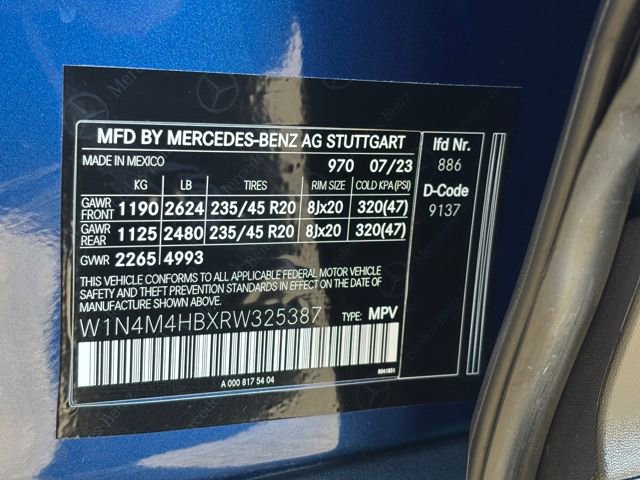 MFD BY MERCEDES-BENZ AG STUTTGART
MADE IN MEXICO 970 07/23
KG LB TIRES RIM SIZE COLD KPA(PSI)
GAWR FRONT 1190 2624 235/45 R20 8Jx20 320(47)
GAWR REAR 1125 2480 235/45 R20 8Jx20 320(47)
GVWR 2265 4993
THIS VEHICLE CONFORMS TO ALL APPLICABLE FEDERAL MOTOR VEHICLE
SAFETY AND THEFT PREVENTION STANDARDS IN EFFECT ON
THE DATE OF MANUFACTURE SHOWN ABOVE.
W1N4M4HBXRW325387 TYPE: MPV
A 000 817 54 04
lfd Nr.
886
D-Code
9137